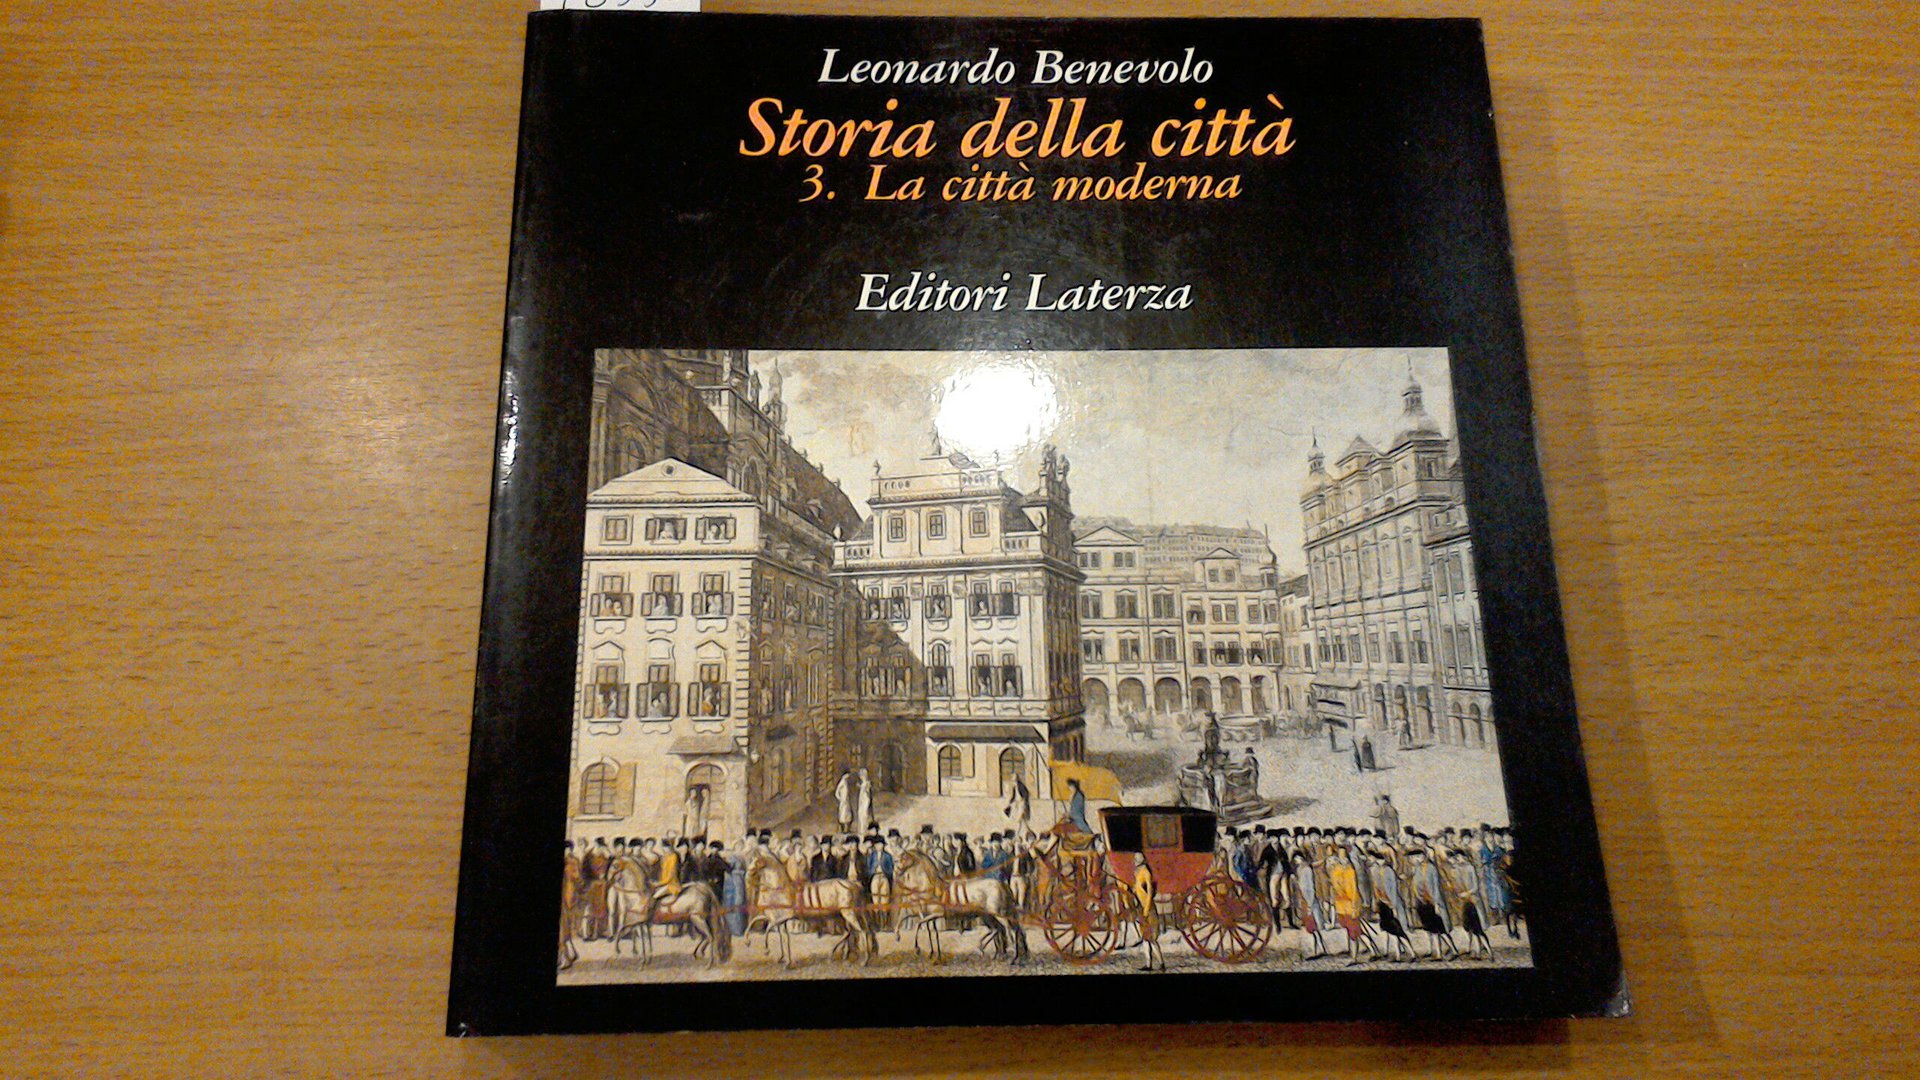 Leonardo Benevolo
Storia della città
3. La città moderna
Editori Laterza